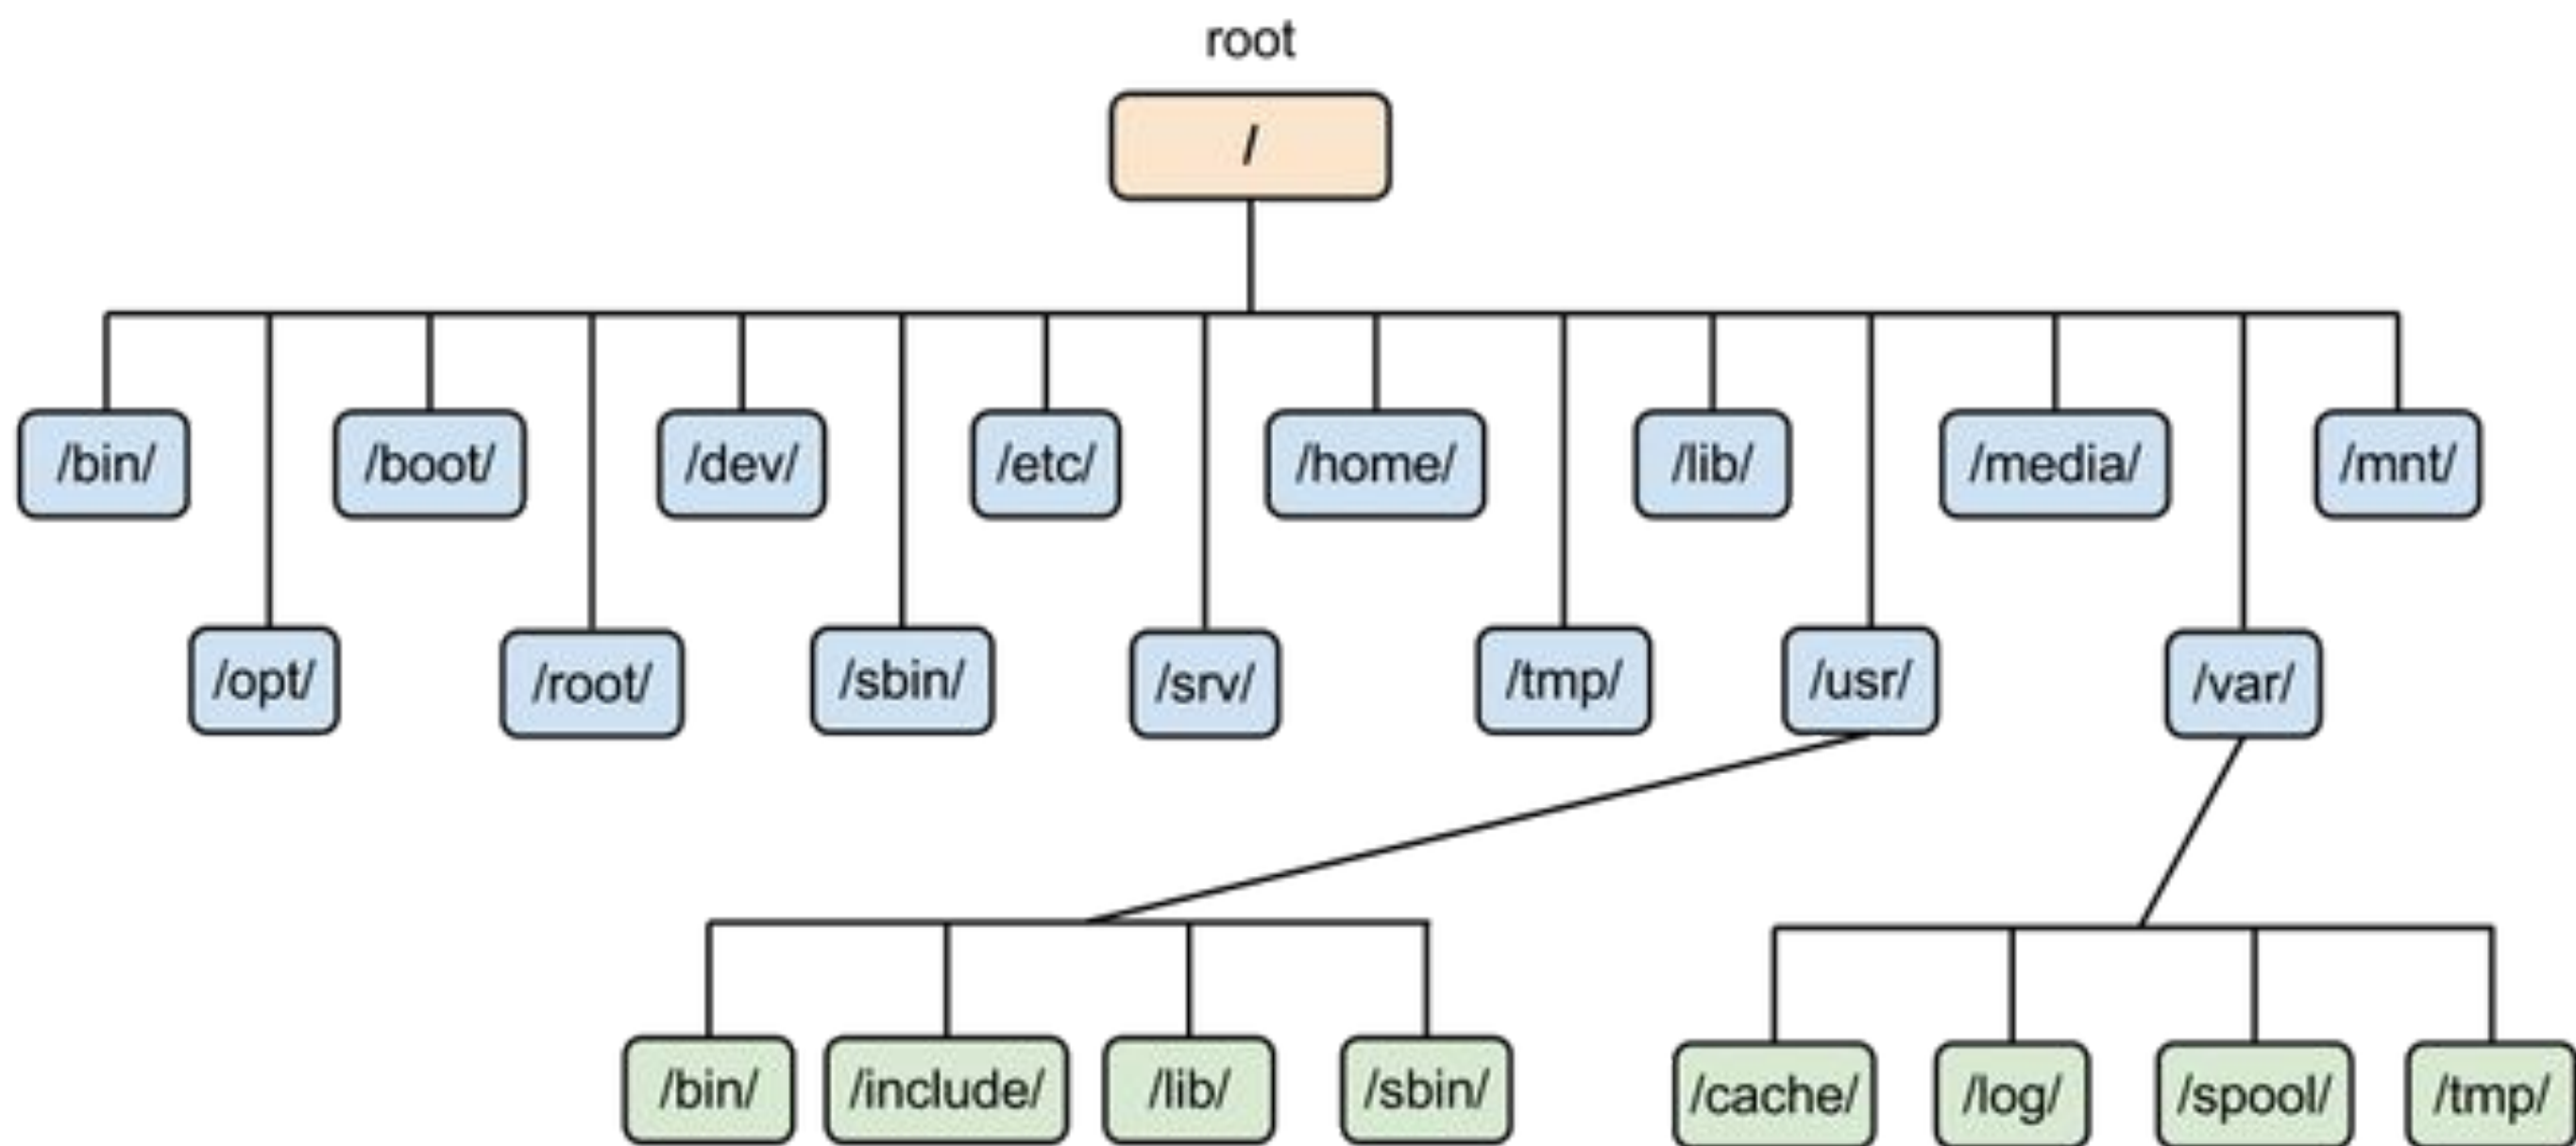 root
/
/bin/ /boot/ /dev/ /etc/ /home/ /lib/ /media/ /mnt/
/opt/ /root/ /sbin/ /srv/ /tmp/ /usr/ /var/
/bin/ /include/ /lib/ /sbin/ /cache/ /log/ /spool/ /tmp/